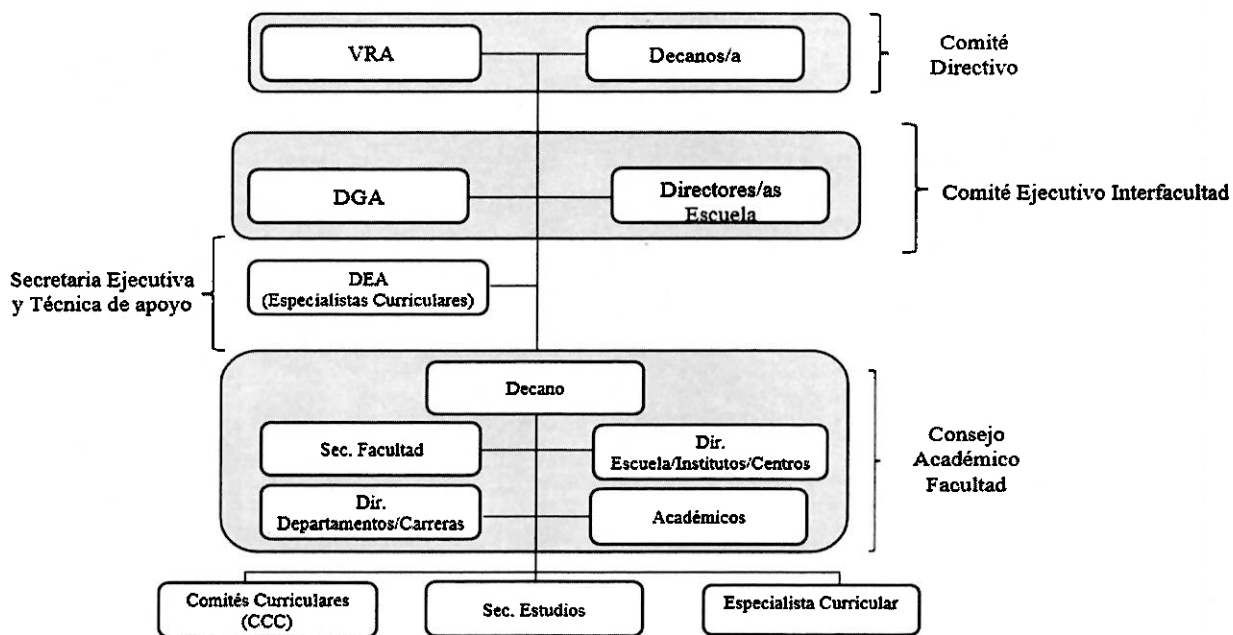 VRA
Decanos/a
Comité
Directivo
DGA
Directores/as
Escuela
Comité Ejecutivo Interfacultad
Secretaria Ejecutiva
y Técnica de apoyo
DEA
(Especialistas Curriculares)
Decano
Sec. Facultad
Dir.
Escuela/Institutos/Centros
Dir.
Departamentos/Carreras
Académicos
Consejo
Académico
Facultad
Comités Curriculares
(CCC)
Sec. Estudios
Especialista Curricular